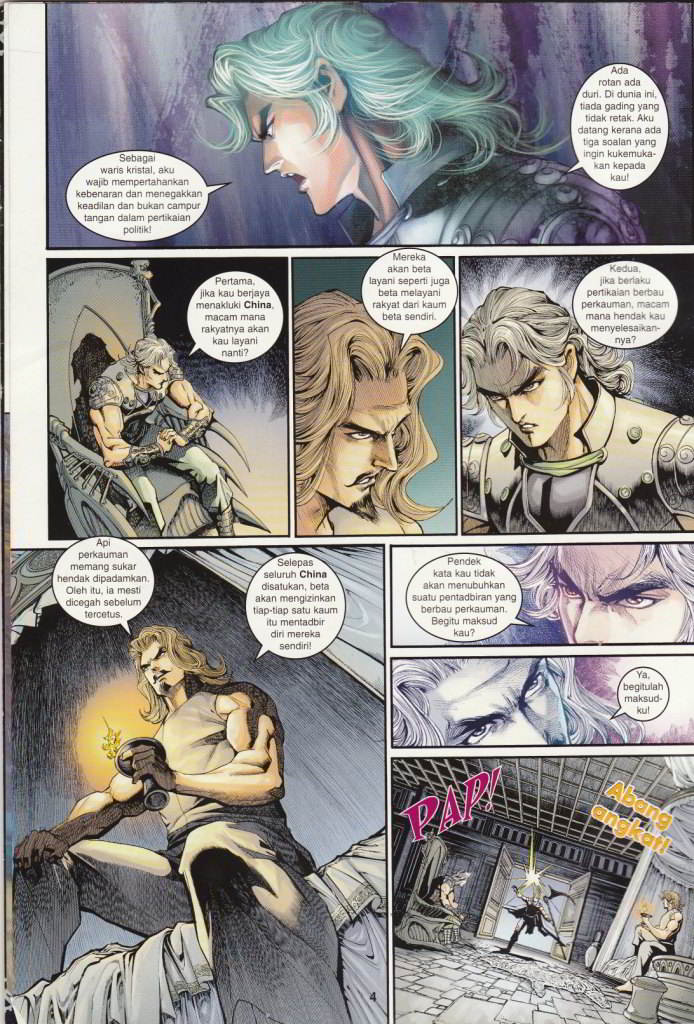 Sebagai
waris kristal, aku
wajib mempertahankan
kebenaran dan menegakkan
keadilan dan bukan campur
tangan dalam pertikaian
politik!
Ada
rotan ada
duri. Di dunia ini,
tiada gading yang
tidak retak. Aku
datang kerana ada
tiga soalan yang
ingin kukemuka-
kan kepada
kau!
Pertama,
jika kau berjaya
menakluki China,
macam mana
rakyatnya akan
kau layani
nanti?
Mereka
akan beta
layani seperti juga
beta melayani
rakyat dari kaum
beta sendiri.
Kedua,
jika berlaku
pertikaian berbau
perkauman, macam
mana hendak kau
menyelesaikan-
nya?
Api
perkauman
memang sukar
hendak dipadamkan.
Oleh itu, ia mesti
dicegah sebelum
tercetus.
Selepas
seluruh China
disatukan, beta
akan mengizinkan
tiap-tiap satu kaum
itu mentadbir
diri mereka
sendiri!
Pendek
kata kau tidak
akan menubuhkan
suatu pentadbiran yang
berbau perkauman.
Begitu maksud
kau?
Ya,
begitulah
maksud-
ku!
PAP!
Abang
angkat!
4